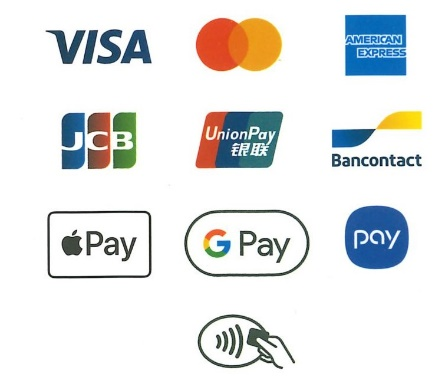 VISA
AMERICAN
EXPRESS
JCB
UnionPay
银联
Bancontact
Pay
G Pay
pay